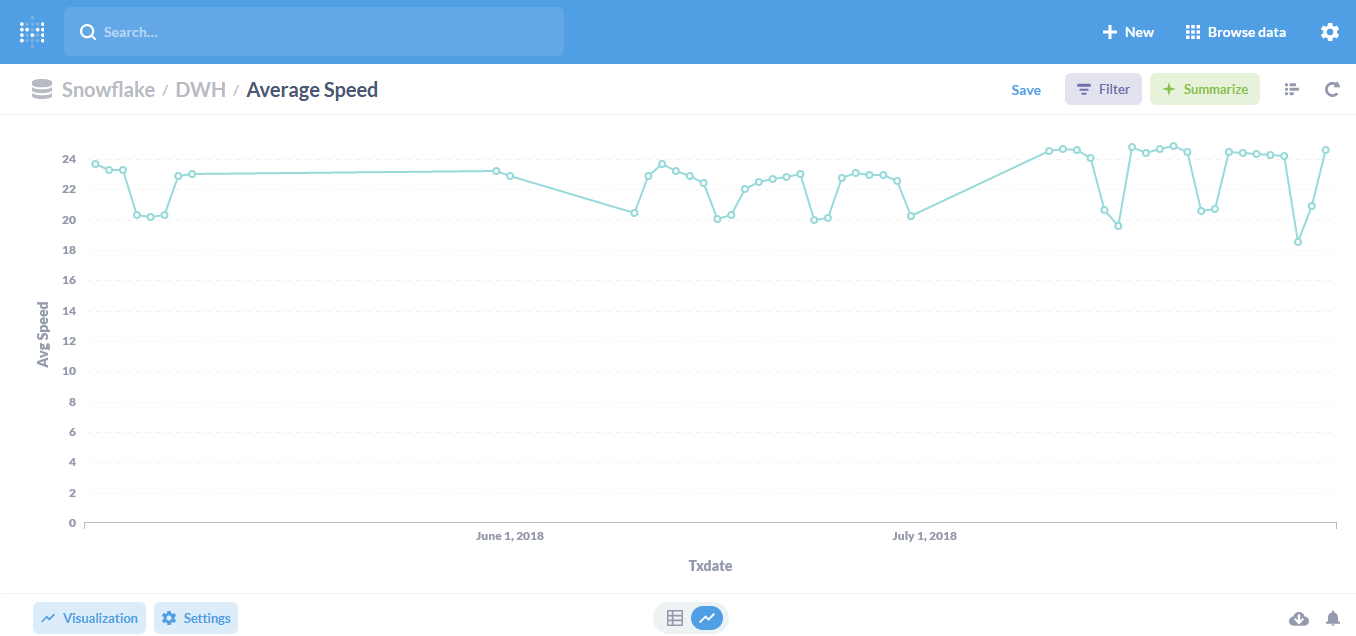 Search...
New
Browse data
Snowflake / DWH / Average Speed
Save
Filter
Summarize
24
22
20
18
16
14
12
10
8
6
4
2
0
Avg Speed
June 1, 2018
July 1, 2018
Txdate
Visualization
Settings